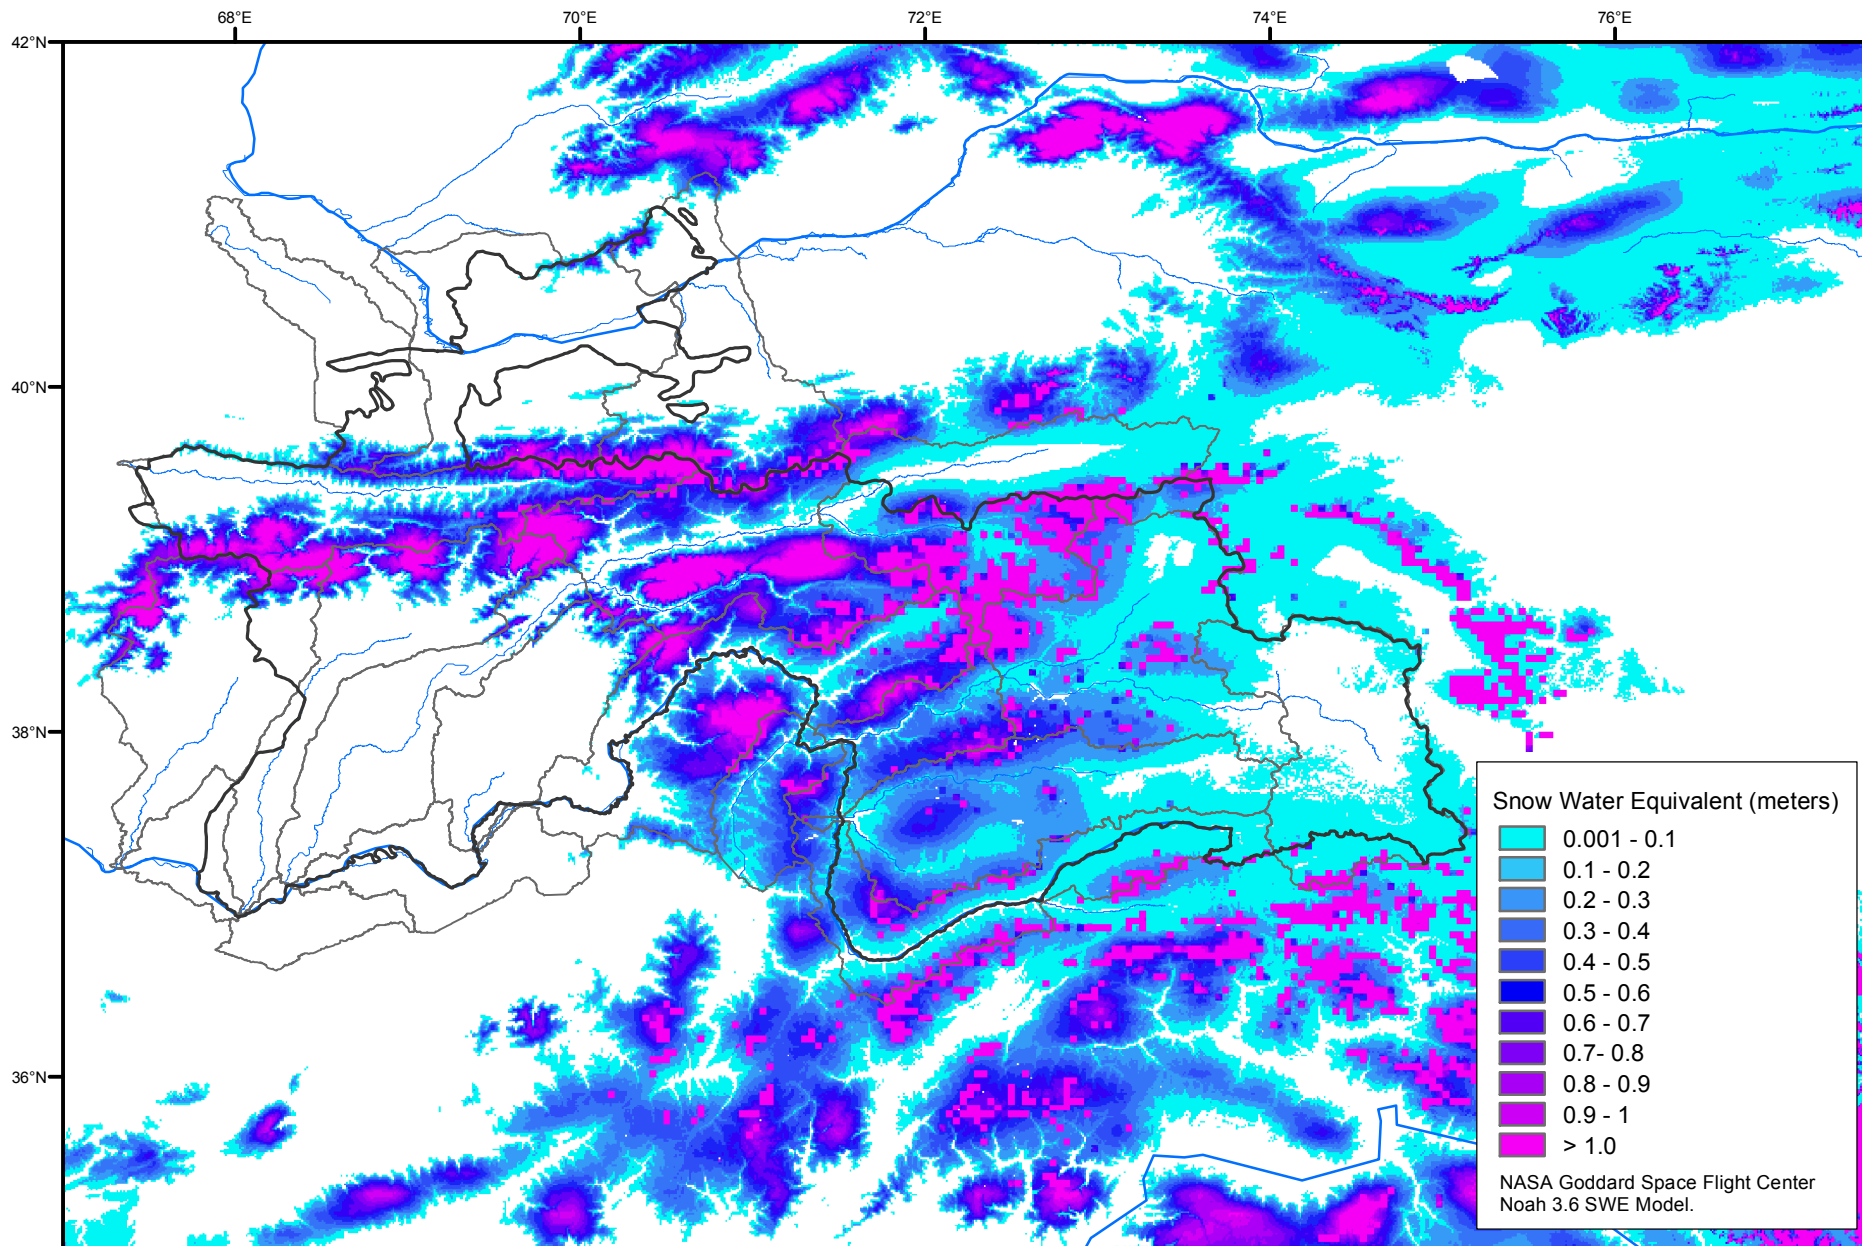 68°E 70°E 72°E 74°E 76°E
42°N
40°N
38°N
36°N
Snow Water Equivalent (meters)
0.001 - 0.1
0.1 - 0.2
0.2 - 0.3
0.3 - 0.4
0.4 - 0.5
0.5 - 0.6
0.6 - 0.7
0.7- 0.8
0.8 - 0.9
0.9 - 1
> 1.0
NASA Goddard Space Flight Center
Noah 3.6 SWE Model.